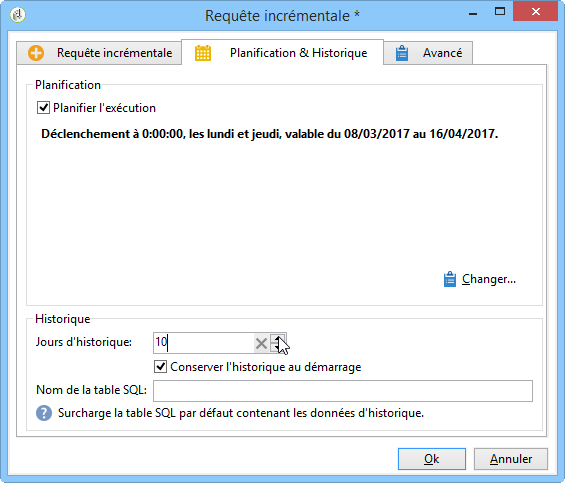 Requête incrémentale *
Requête incrémentale
Planification & Historique
Avancé
Planification
Planifier l'exécution
Déclenchement à 0:00:00, les lundi et jeudi, valable du 08/03/2017 au 16/04/2017.
Changer...
Historique
Jours d'historique: 10
Conserver l'historique au démarrage
Nom de la table SQL:
Surcharge la table SQL par défaut contenant les données d'historique.
Ok Annuler